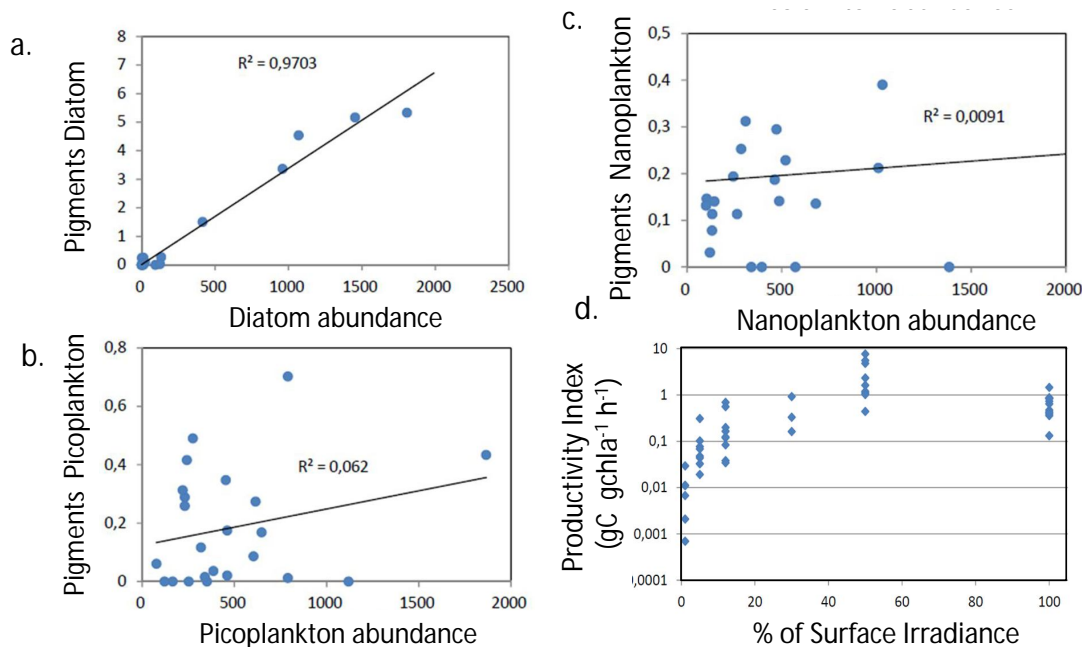 a.
Pigments Diatom
8
7
6
5
4
3
2
1
0
R² = 0,9703
0 500 1000 1500 2000 2500
Diatom abundance
b.
Pigments Picoplankton
0,8
0,6
0,4
0,2
0
R² = 0,062
0 500 1000 1500 2000
Picoplankton abundance
c.
Pigments Nanoplankton
0,5
0,4
0,3
0,2
0,1
0
R² = 0,0091
0 500 1000 1500 2000
Nanoplankton abundance
d.
Productivity Index
(gC gchla⁻¹ h⁻¹)
10
1
0,1
0,01
0,001
,0001
0 20 40 60 80 100
% of Surface Irradiance